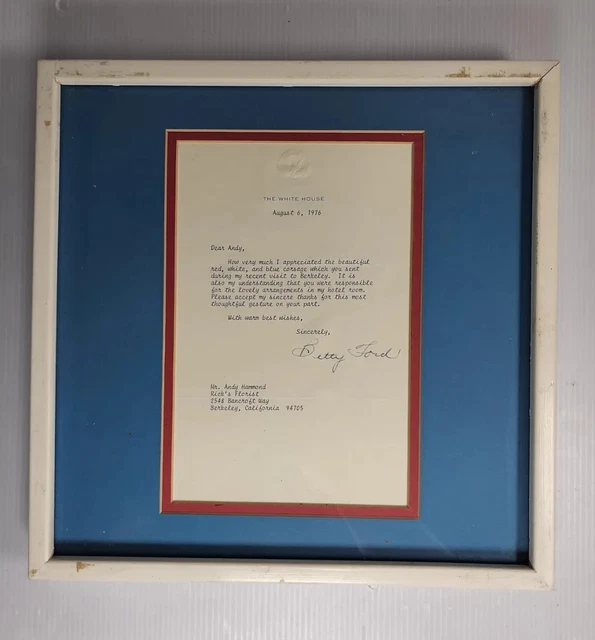 THE WHITE HOUSE
August 6, 1976
Dear Andy,
How very much I appreciated the beautiful
red, white, and blue corsage which you sent
during my recent visit to Berkeley. It is
also my understanding that you were responsible
for the lovely arrangements in my hotel room.
Please accept my sincere thanks for this most
thoughtful gesture on your part.
With warm best wishes,
Sincerely,
Betty Ford
Mr. Andy Hammond
Rick's Florist
2548 Bancroft Way
Berkeley, California 94705